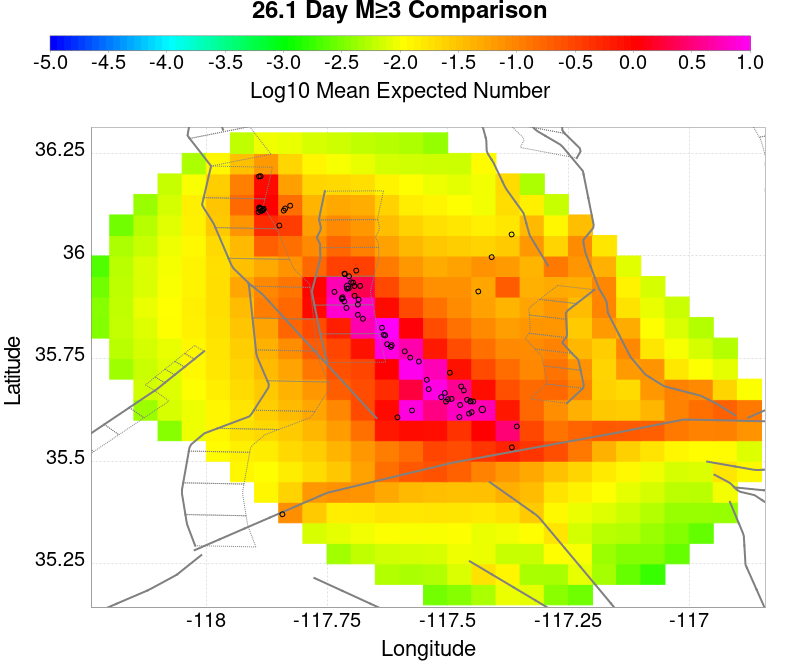 26.1 Day M≥3 Comparison
-5.0 -4.5 -4.0 -3.5 -3.0 -2.5 -2.0 -1.5 -1.0 -0.5 0.0 0.5 1.0
Log10 Mean Expected Number
36.25
36
35.75
35.5
35.25
Latitude
-118 -117.75 -117.5 -117.25 -117
Longitude